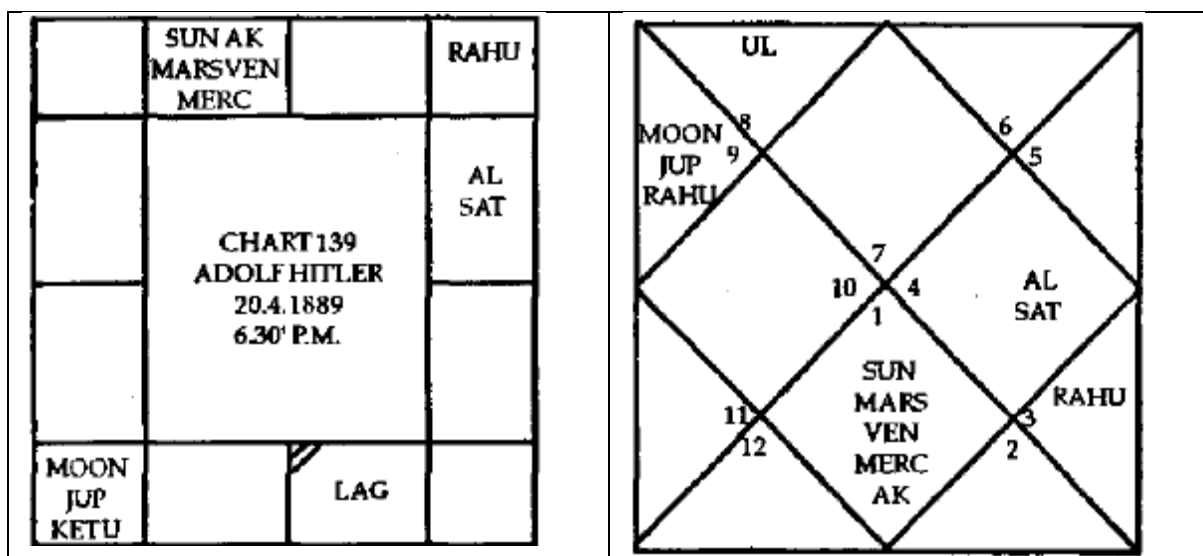 SUN AK
MARSVEN
MERC
RAHU
AL
SAT
CHART 139
ADOLF HITLER
20.4.1889
6.30' P.M.
MOON
JUP
KETU
LAG
UL
8
6
MOON
JUP
RAHU
9
5
7
10
4
1
AL
SAT
SUN
MARS
VEN
MERC
AK
RAHU
11
3
12
2